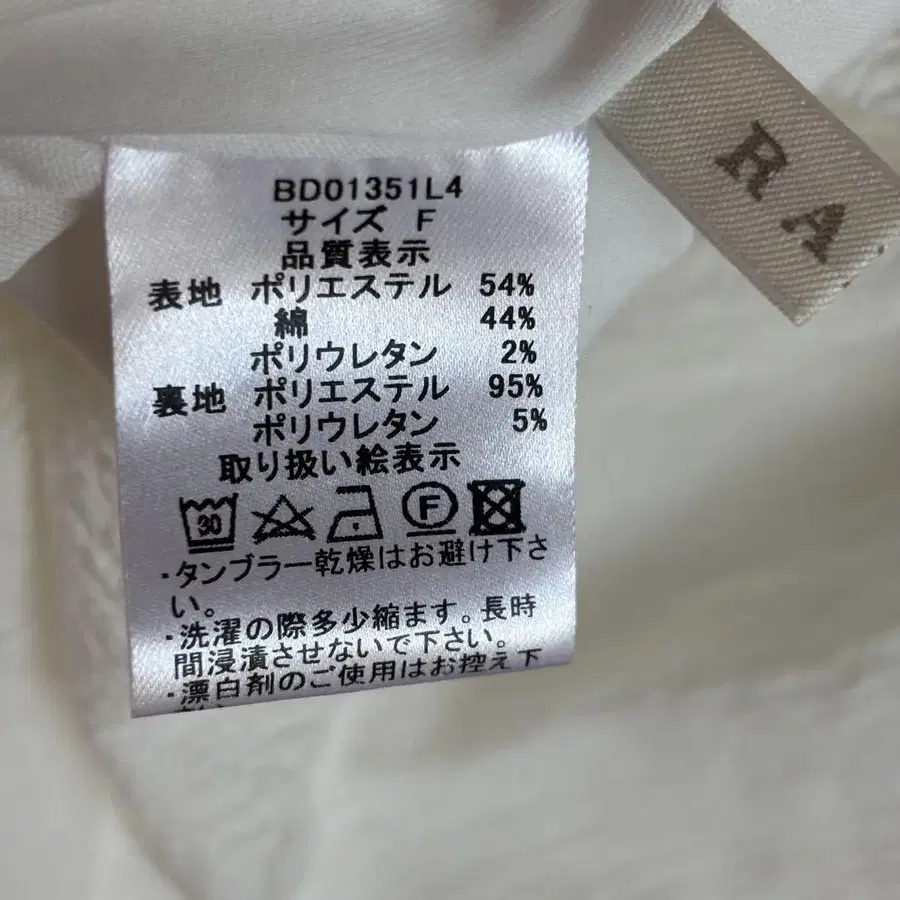 BD01351L4
サイズ F
品質表示
表地 ポリエステル 54%
綿 44%
ポリウレタン 2%
裏地 ポリエステル 95%
ポリウレタン 5%
取り扱い絵表示
30 F
・タンブラー乾燥はお避け下さ
い。
・洗濯の際多少縮ます。長時
間浸漬させないで下さい。
・漂白剤のご使用はお控え下
RA